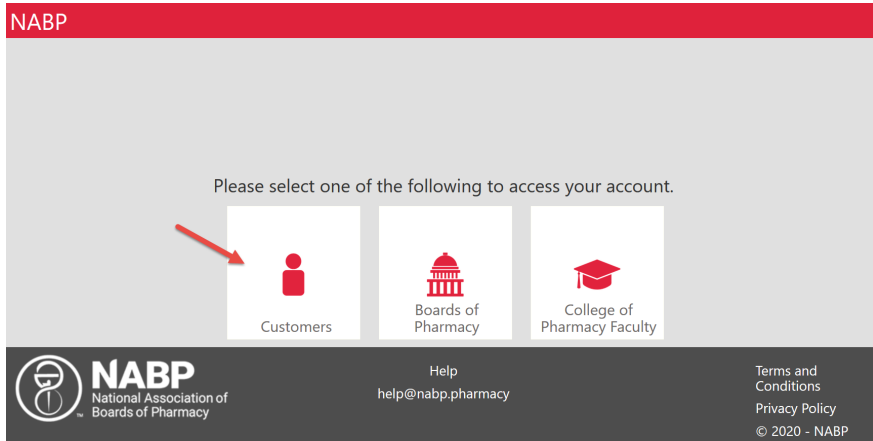 NABP
Please select one of the following to access your account.
Customers
Boards of
Pharmacy
College of
Pharmacy Faculty
NABP
National Association of
Boards of Pharmacy
™
Help
help@nabp.pharmacy
Terms and
Conditions
Privacy Policy
© 2020 - NABP